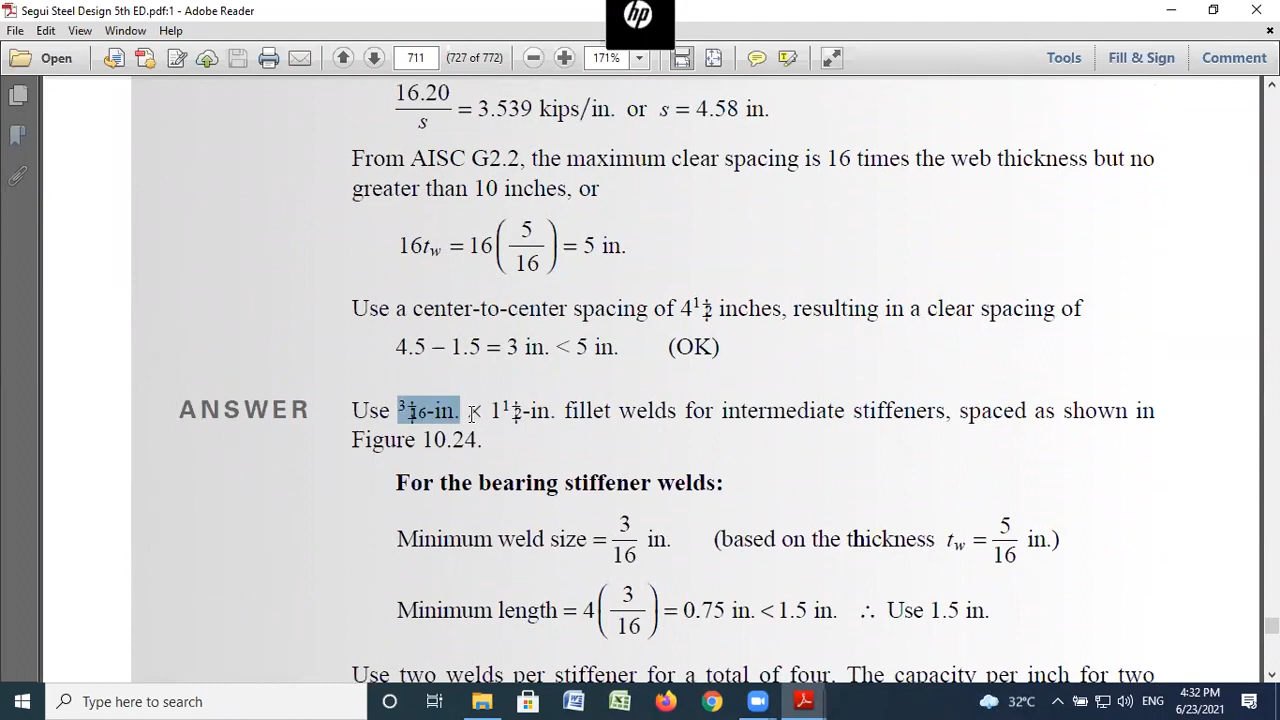 Segui Steel Design 5th ED.pdf:1 - Adobe Reader
hp
File Edit View Window Help
Open 711 (727 of 772) 171% Tools Fill & Sign Comment
16.20/s = 3.539 kips/in. or s = 4.58 in.
From AISC G2.2, the maximum clear spacing is 16 times the web thickness but no
greater than 10 inches, or
16t_w = 16(5/16) = 5 in.
Use a center-to-center spacing of 4 1/2 inches, resulting in a clear spacing of
4.5 − 1.5 = 3 in. < 5 in. (OK)
ANSWER Use 3/16-in. × 1 1/2-in. fillet welds for intermediate stiffeners, spaced as shown in
Figure 10.24.
For the bearing stiffener welds:
Minimum weld size = 3/16 in. (based on the thickness t_w = 5/16 in.)
Minimum length = 4(3/16) = 0.75 in. < 1.5 in. ∴ Use 1.5 in.
Use two welds per stiffener for a total of four. The capacity per inch for two
Type here to search 32°C ENG 4:32 PM
6/23/2021